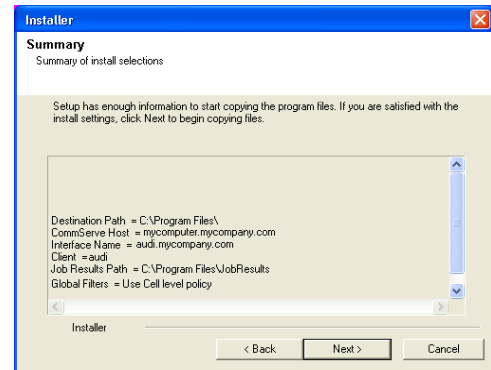 Installer
Summary
Summary of install selections
Setup has enough information to start copying the program files. If you are satisfied with the
install settings, click Next to begin copying files.
Destination Path = C:\Program Files\
CommServe Host = mycomputer.mycompany.com
Interface Name = audi.mycompany.com
Client =audi
Job Results Path = C:\Program Files\JobResults
Global Filters = Use Cell level policy
Installer
< Back Next > Cancel